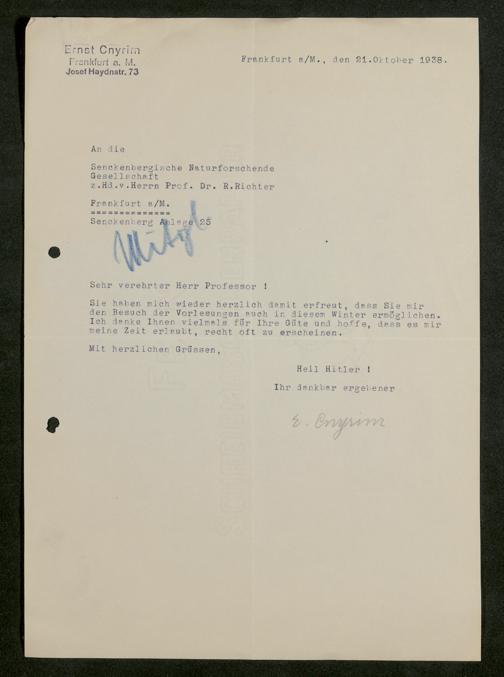 Ernst Cnyrim
Frankfurt a. M.
Josef Haydnstr. 73
Frankfurt a/M., den 21.Oktober 1938.
An die
Senckenbergische Naturforschende
Gesellschaft
z.Hd.v.Herrn Prof. Dr. R.Richter
Frankfurt a/M.
==============
Senckenberg Anlage 25
Mitgl
Sehr verehrter Herr Professor !
Sie haben mich wieder herzlich damit erfreut, dass Sie mir
den Besuch der Vorlesungen auch in diesem Winter ermöglichen.
Ich danke Ihnen vielmals für Ihre Güte und hoffe, dass es mir
meine Zeit erlaubt, recht oft zu erscheinen.
Mit herzlichen Grüssen,
Heil Hitler !
Ihr dankbar ergebener
E. Cnyrim